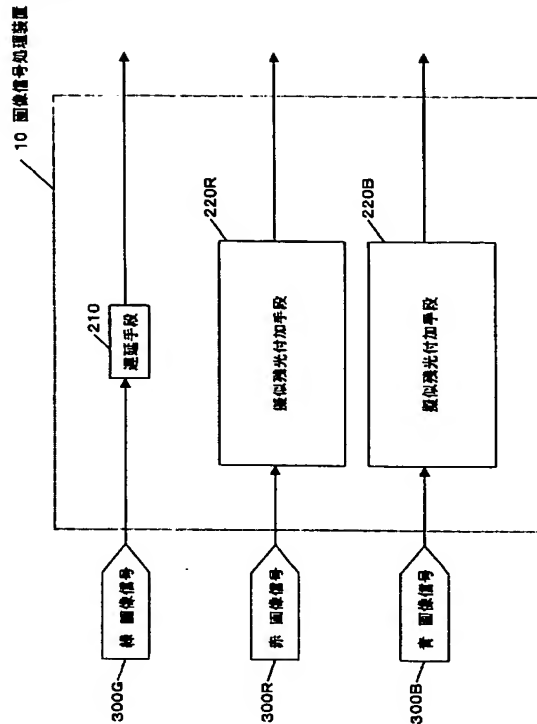 10 画像信号処理装置
300G
緑 画像信号
210
遅延手段
300R
赤 画像信号
220R
擬似残光付加手段
300B
青 画像信号
220B
擬似残光付加手段